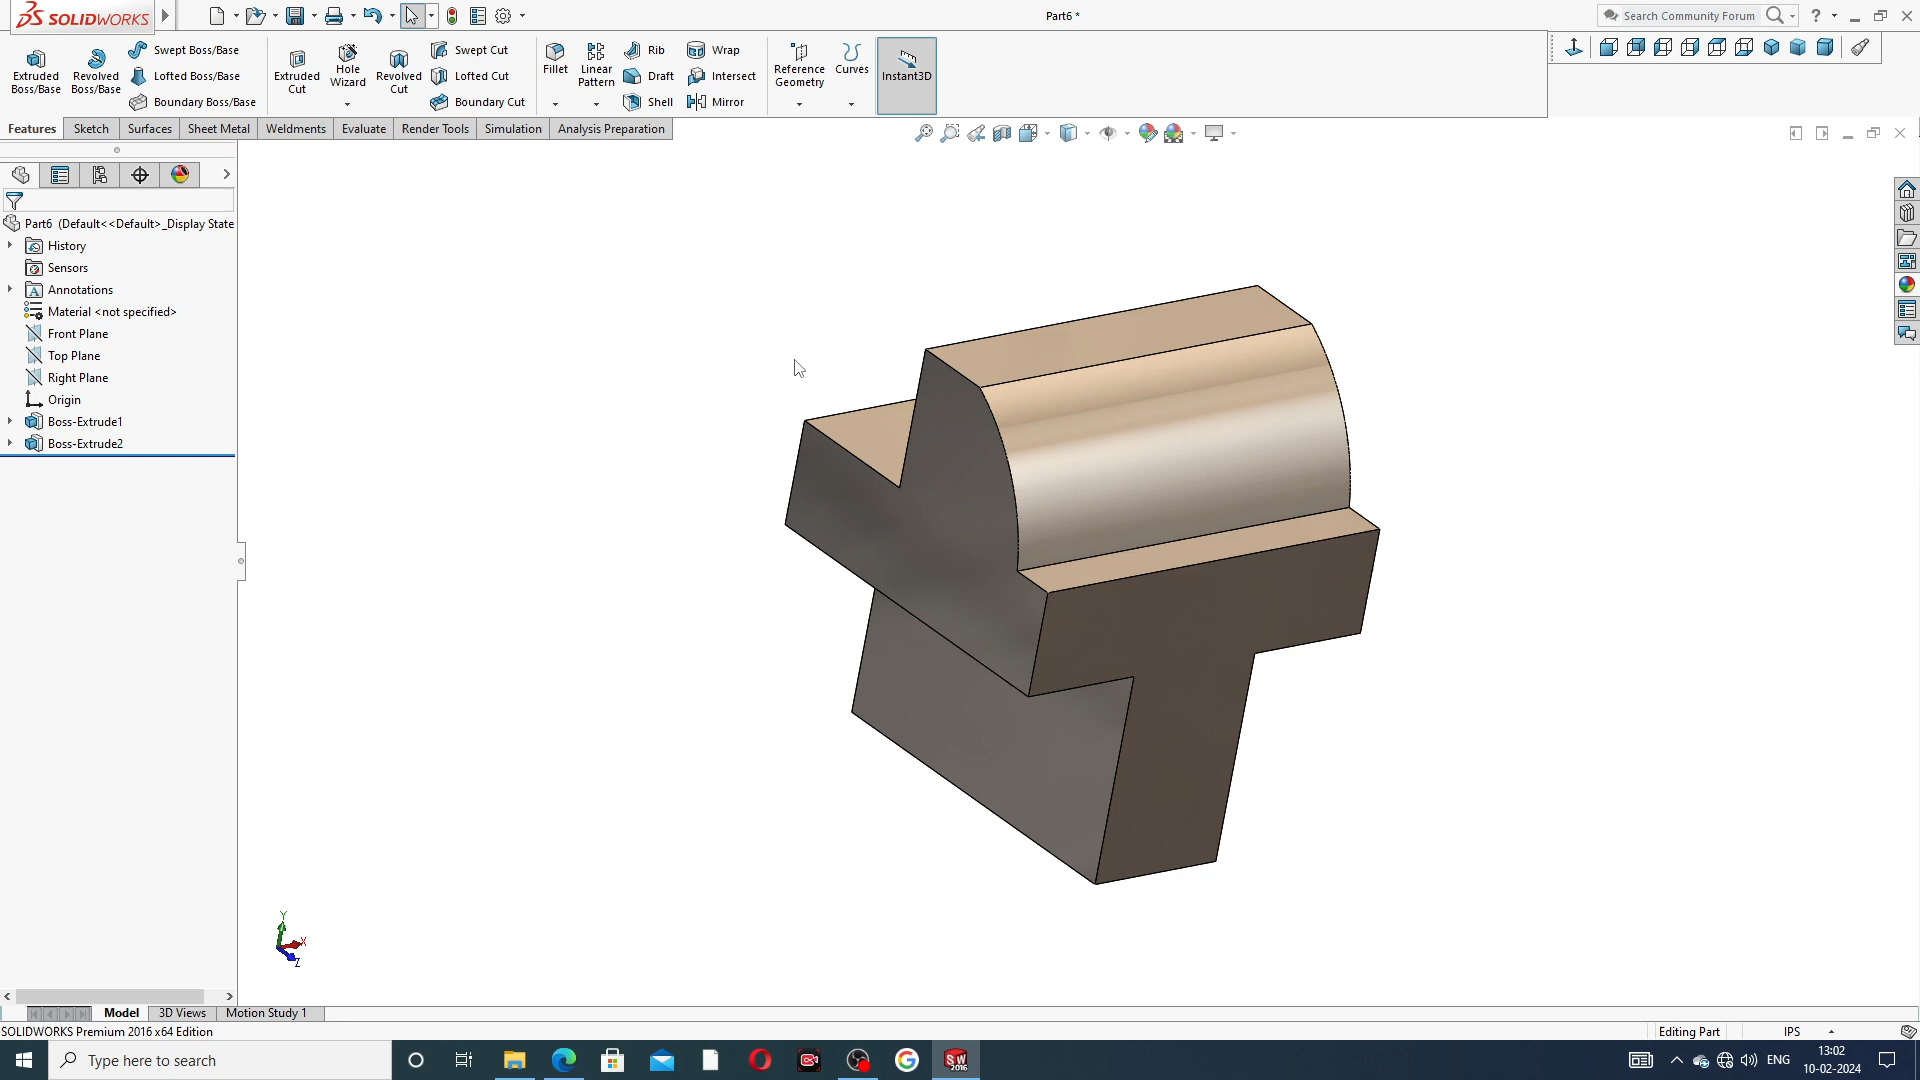 SOLIDWORKS
Part6 *
Search Community Forum
Extruded Boss/Base
Revolved Boss/Base
Swept Boss/Base
Lofted Boss/Base
Boundary Boss/Base
Extruded Cut
Hole Wizard
Revolved Cut
Swept Cut
Lofted Cut
Boundary Cut
Fillet
Linear Pattern
Rib
Draft
Shell
Wrap
Intersect
Mirror
Reference Geometry
Curves
Instant3D
Features
Sketch
Surfaces
Sheet Metal
Weldments
Evaluate
Render Tools
Simulation
Analysis Preparation
Part6 (Default<<Default>_Display State
History
Sensors
Annotations
Material <not specified>
Front Plane
Top Plane
Right Plane
Origin
Boss-Extrude1
Boss-Extrude2
Y
X
Z
Model
3D Views
Motion Study 1
SOLIDWORKS Premium 2016 x64 Edition
Editing Part
IPS
Type here to search
SW
2016
ENG
13:02
10-02-2024